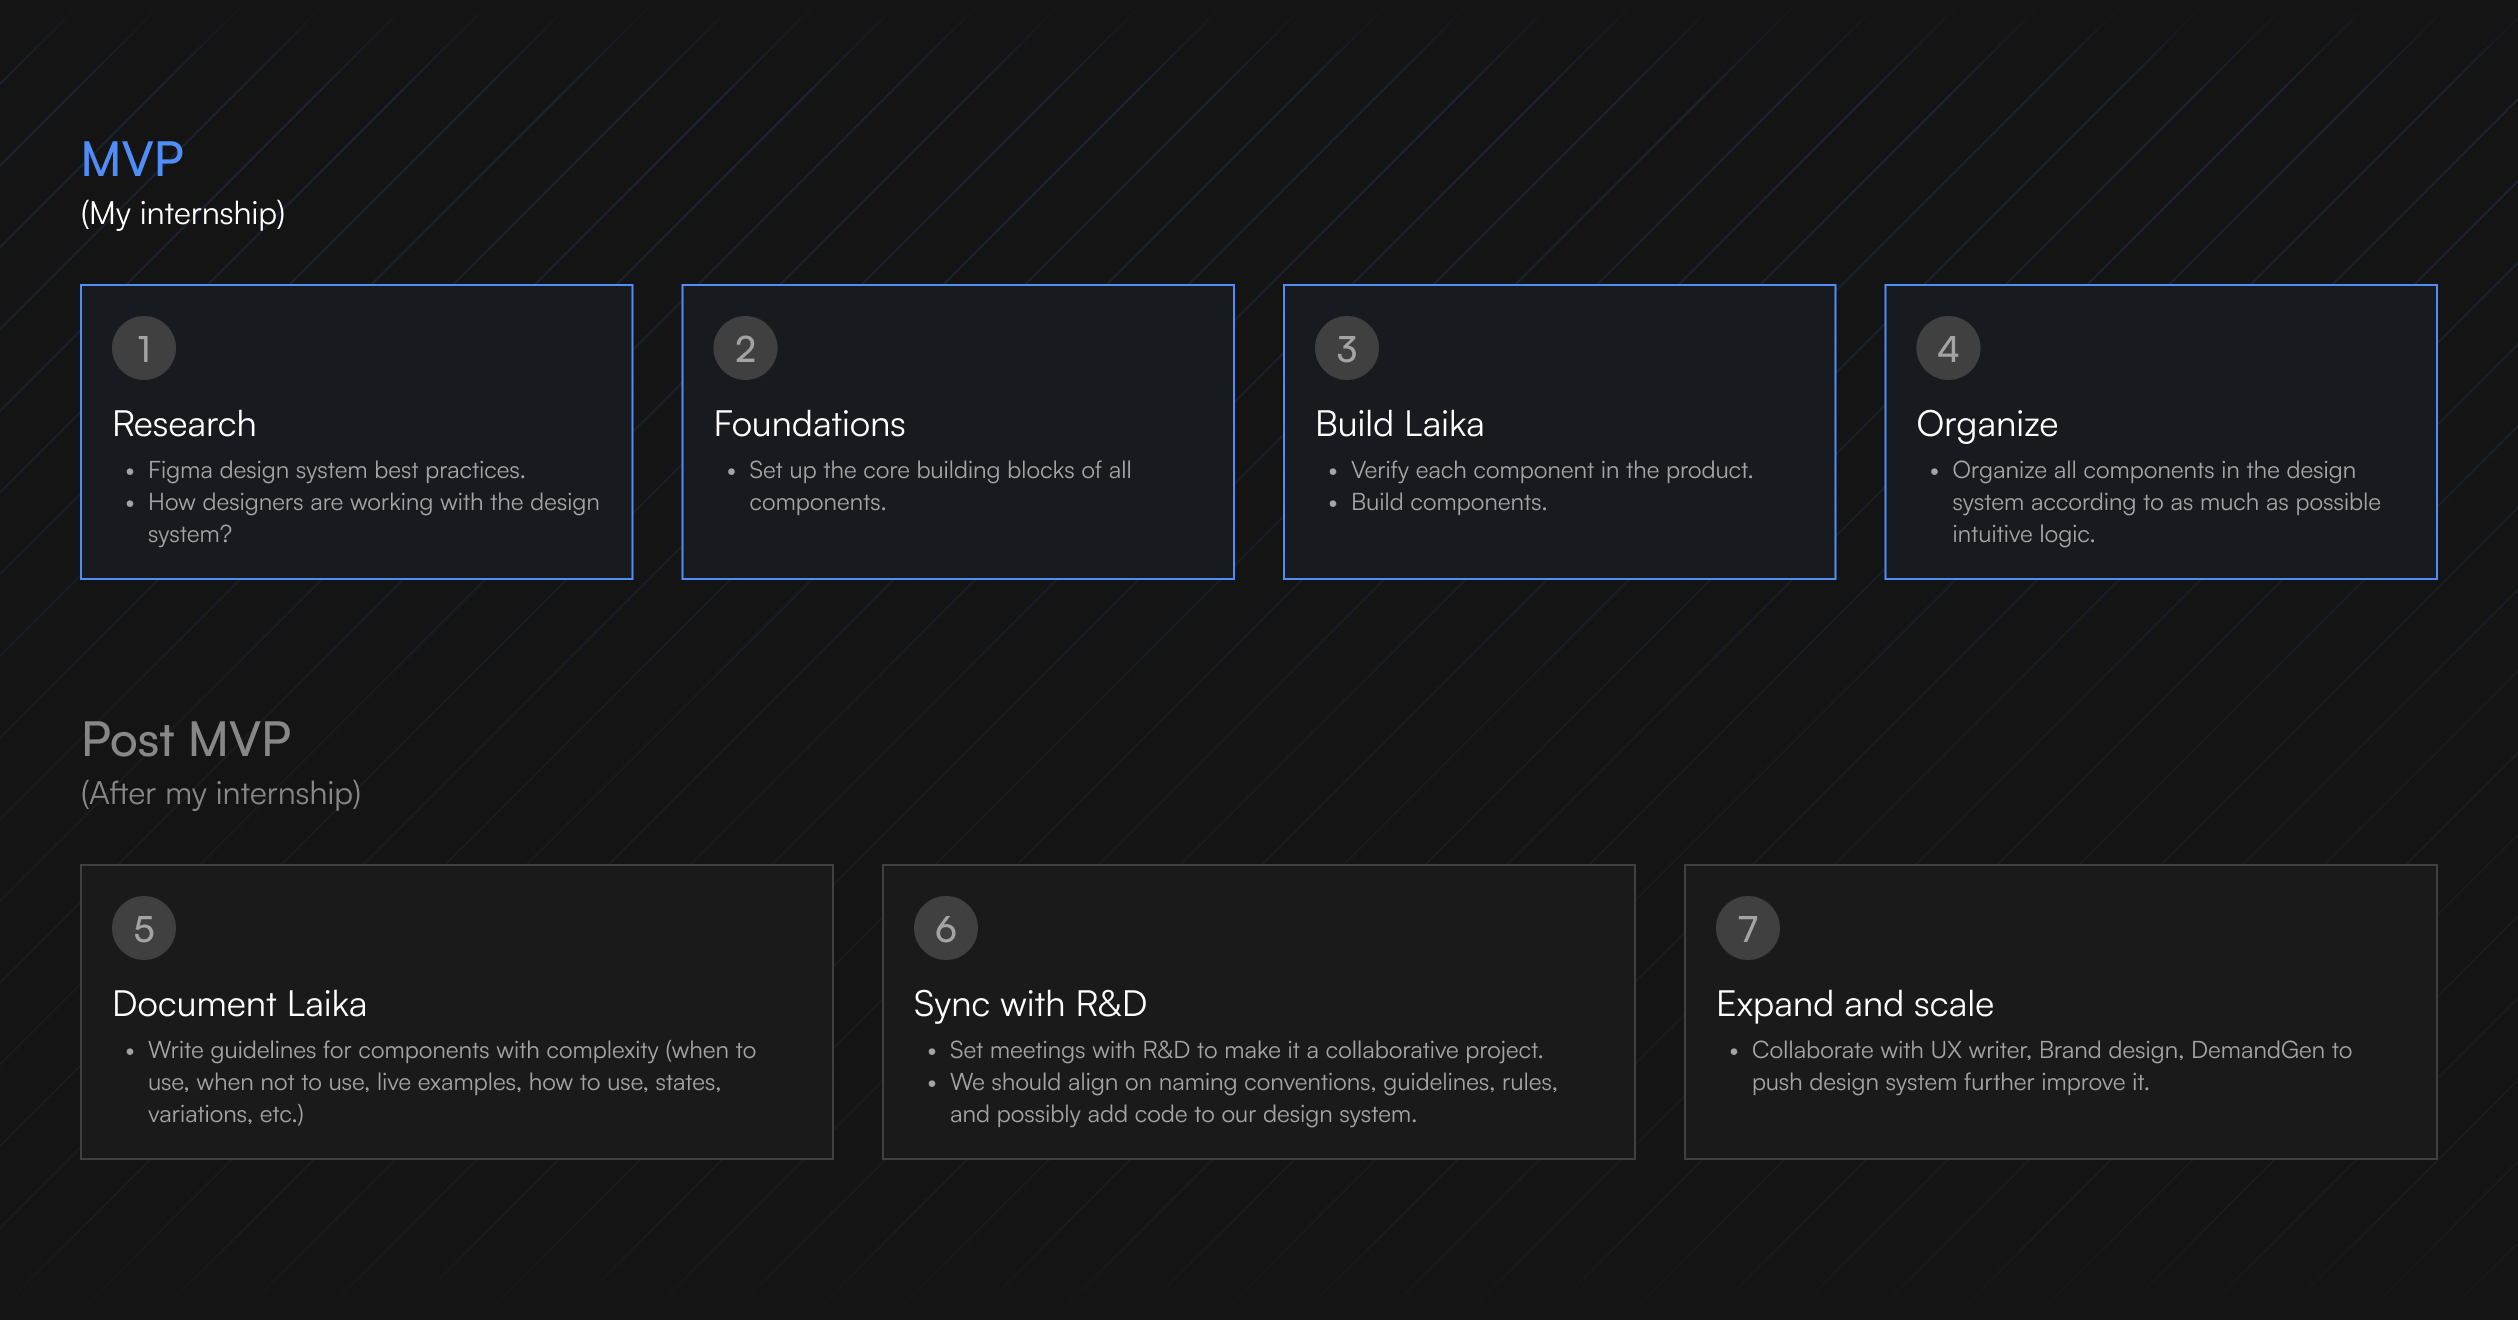 MVP
(My internship)
1
Research
• Figma design system best practices.
• How designers are working with the design
system?
2
Foundations
• Set up the core building blocks of all
components.
3
Build Laika
• Verify each component in the product.
• Build components.
4
Organize
• Organize all components in the design
system according to as much as possible
intuitive logic.
Post MVP
(After my internship)
5
Document Laika
• Write guidelines for components with complexity (when to
use, when not to use, live examples, how to use, states,
variations, etc.)
6
Sync with R&D
• Set meetings with R&D to make it a collaborative project.
• We should align on naming conventions, guidelines, rules,
and possibly add code to our design system.
7
Expand and scale
• Collaborate with UX writer, Brand design, DemandGen to
push design system further improve it.